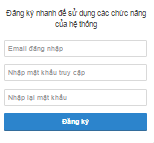 Đăng ký nhanh để sử dụng các chức năng
của hệ thống
Email đăng nhập
Nhập mật khẩu truy cập
Nhập lại mật khẩu
Đăng ký